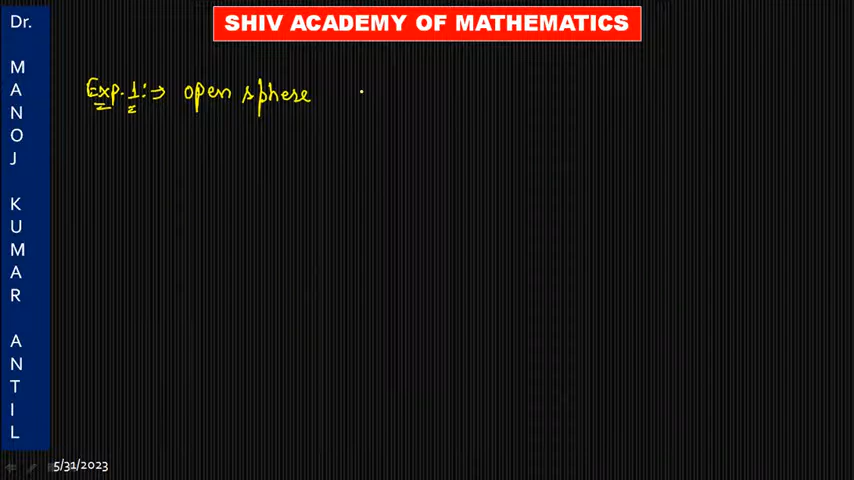 SHIV ACADEMY OF MATHEMATICS
Dr.
M
A
N
O
J
K
U
M
A
R
A
N
T
I
L
Exp. 1:→ open sphere
5/31/2023